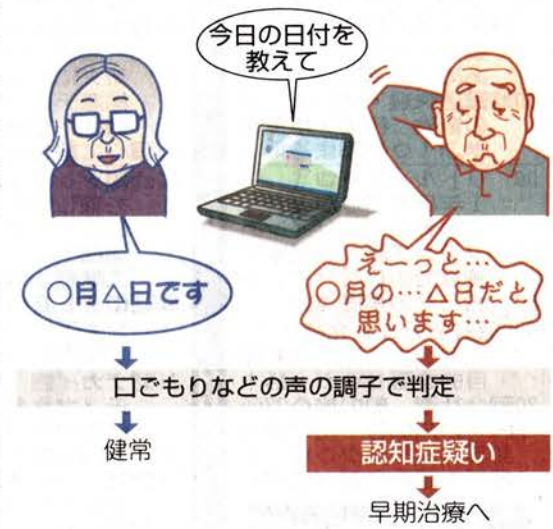 今日の日付を
教えて
○月△日です
えーっと…
○月の…△日だと
思います…
口ごもりなどの声の調子で判定
健常
認知症疑い
早期治療へ